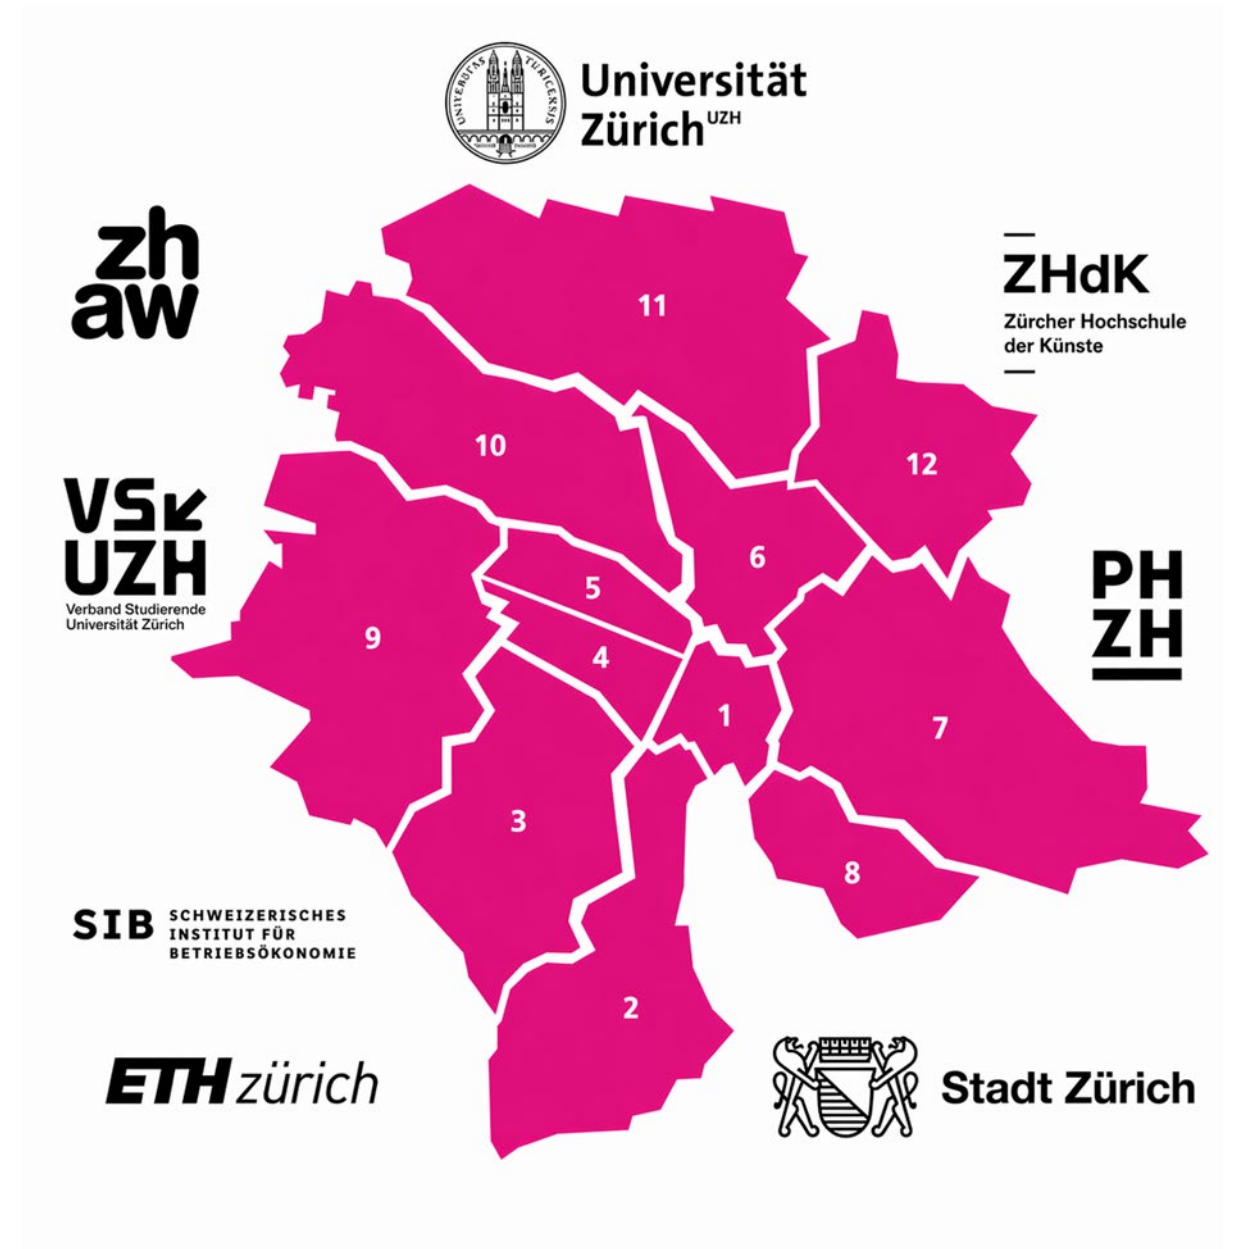 UNIVERSITAS TURICENSIS
Universität
Zürich UZH
zh
aw
ZHdK
Zürcher Hochschule
der Künste
11
10
12
VS
UZH
Verband Studierende
Universität Zürich
6
5
PH
ZH
9
4
1
7
3
8
SIB SCHWEIZERISCHES
INSTITUT FÜR
BETRIEBSÖKONOMIE
2
ETH zürich
Stadt Zürich